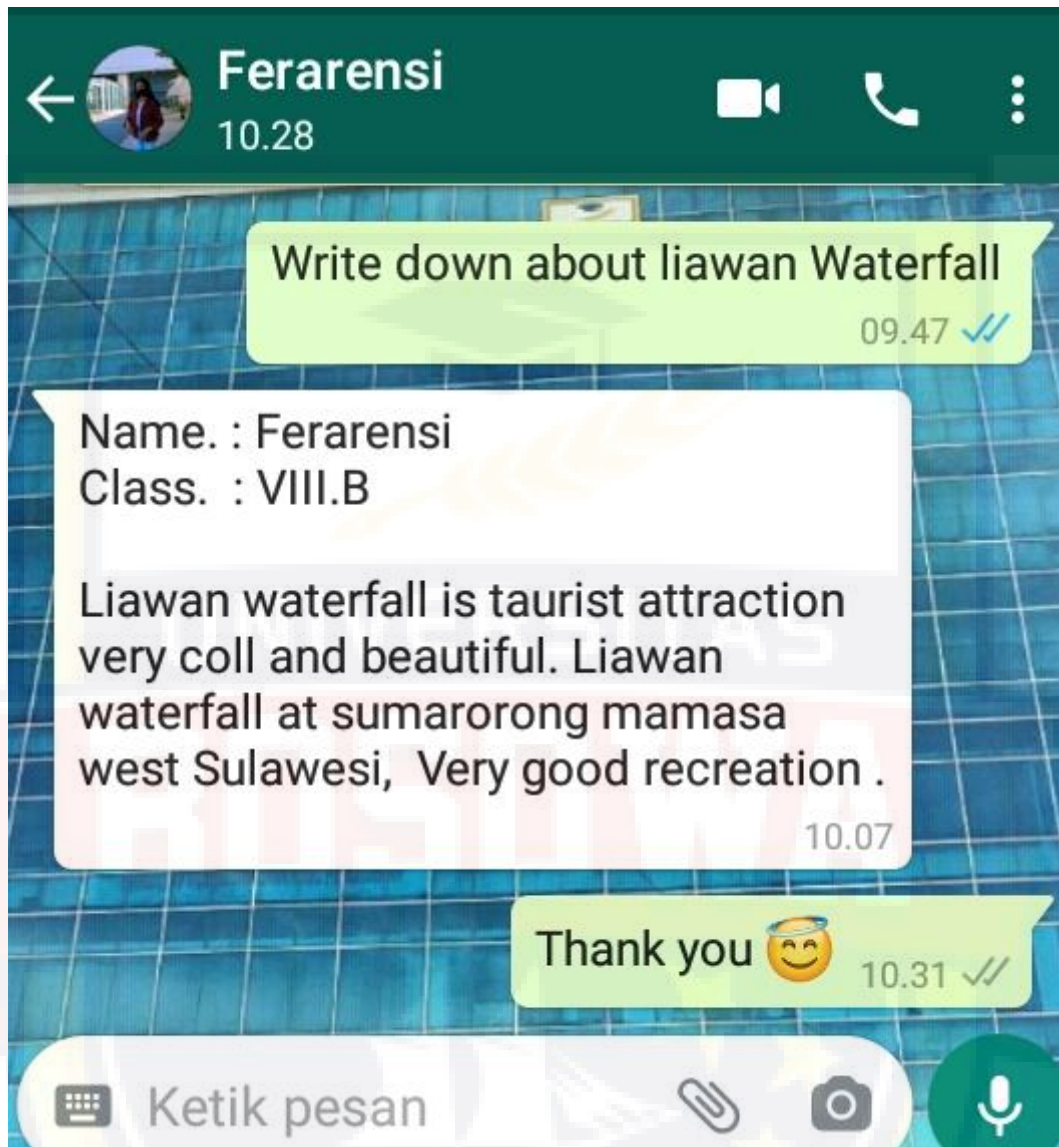 Ferarensi
10.28
Write down about liawan Waterfall
09.47
Name. : Ferarensi
Class. : VIII.B
Liawan waterfall is taurist attraction
very coll and beautiful. Liawan
waterfall at sumarorong mamasa
west Sulawesi, Very good recreation .
10.07
Thank you 😇
10.31
Ketik pesan
UNIVERSITAS
BOSOWA